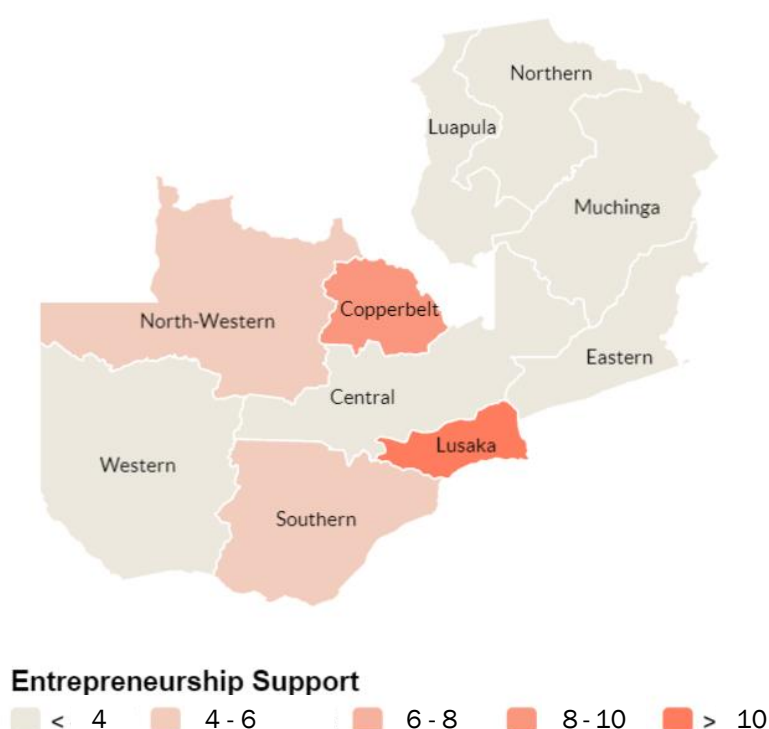 Northern
Luapula
Muchinga
Copperbelt
North-Western
Eastern
Central
Lusaka
Western
Southern
Entrepreneurship Support
< 4 4 - 6 6 - 8 8 - 10 > 10